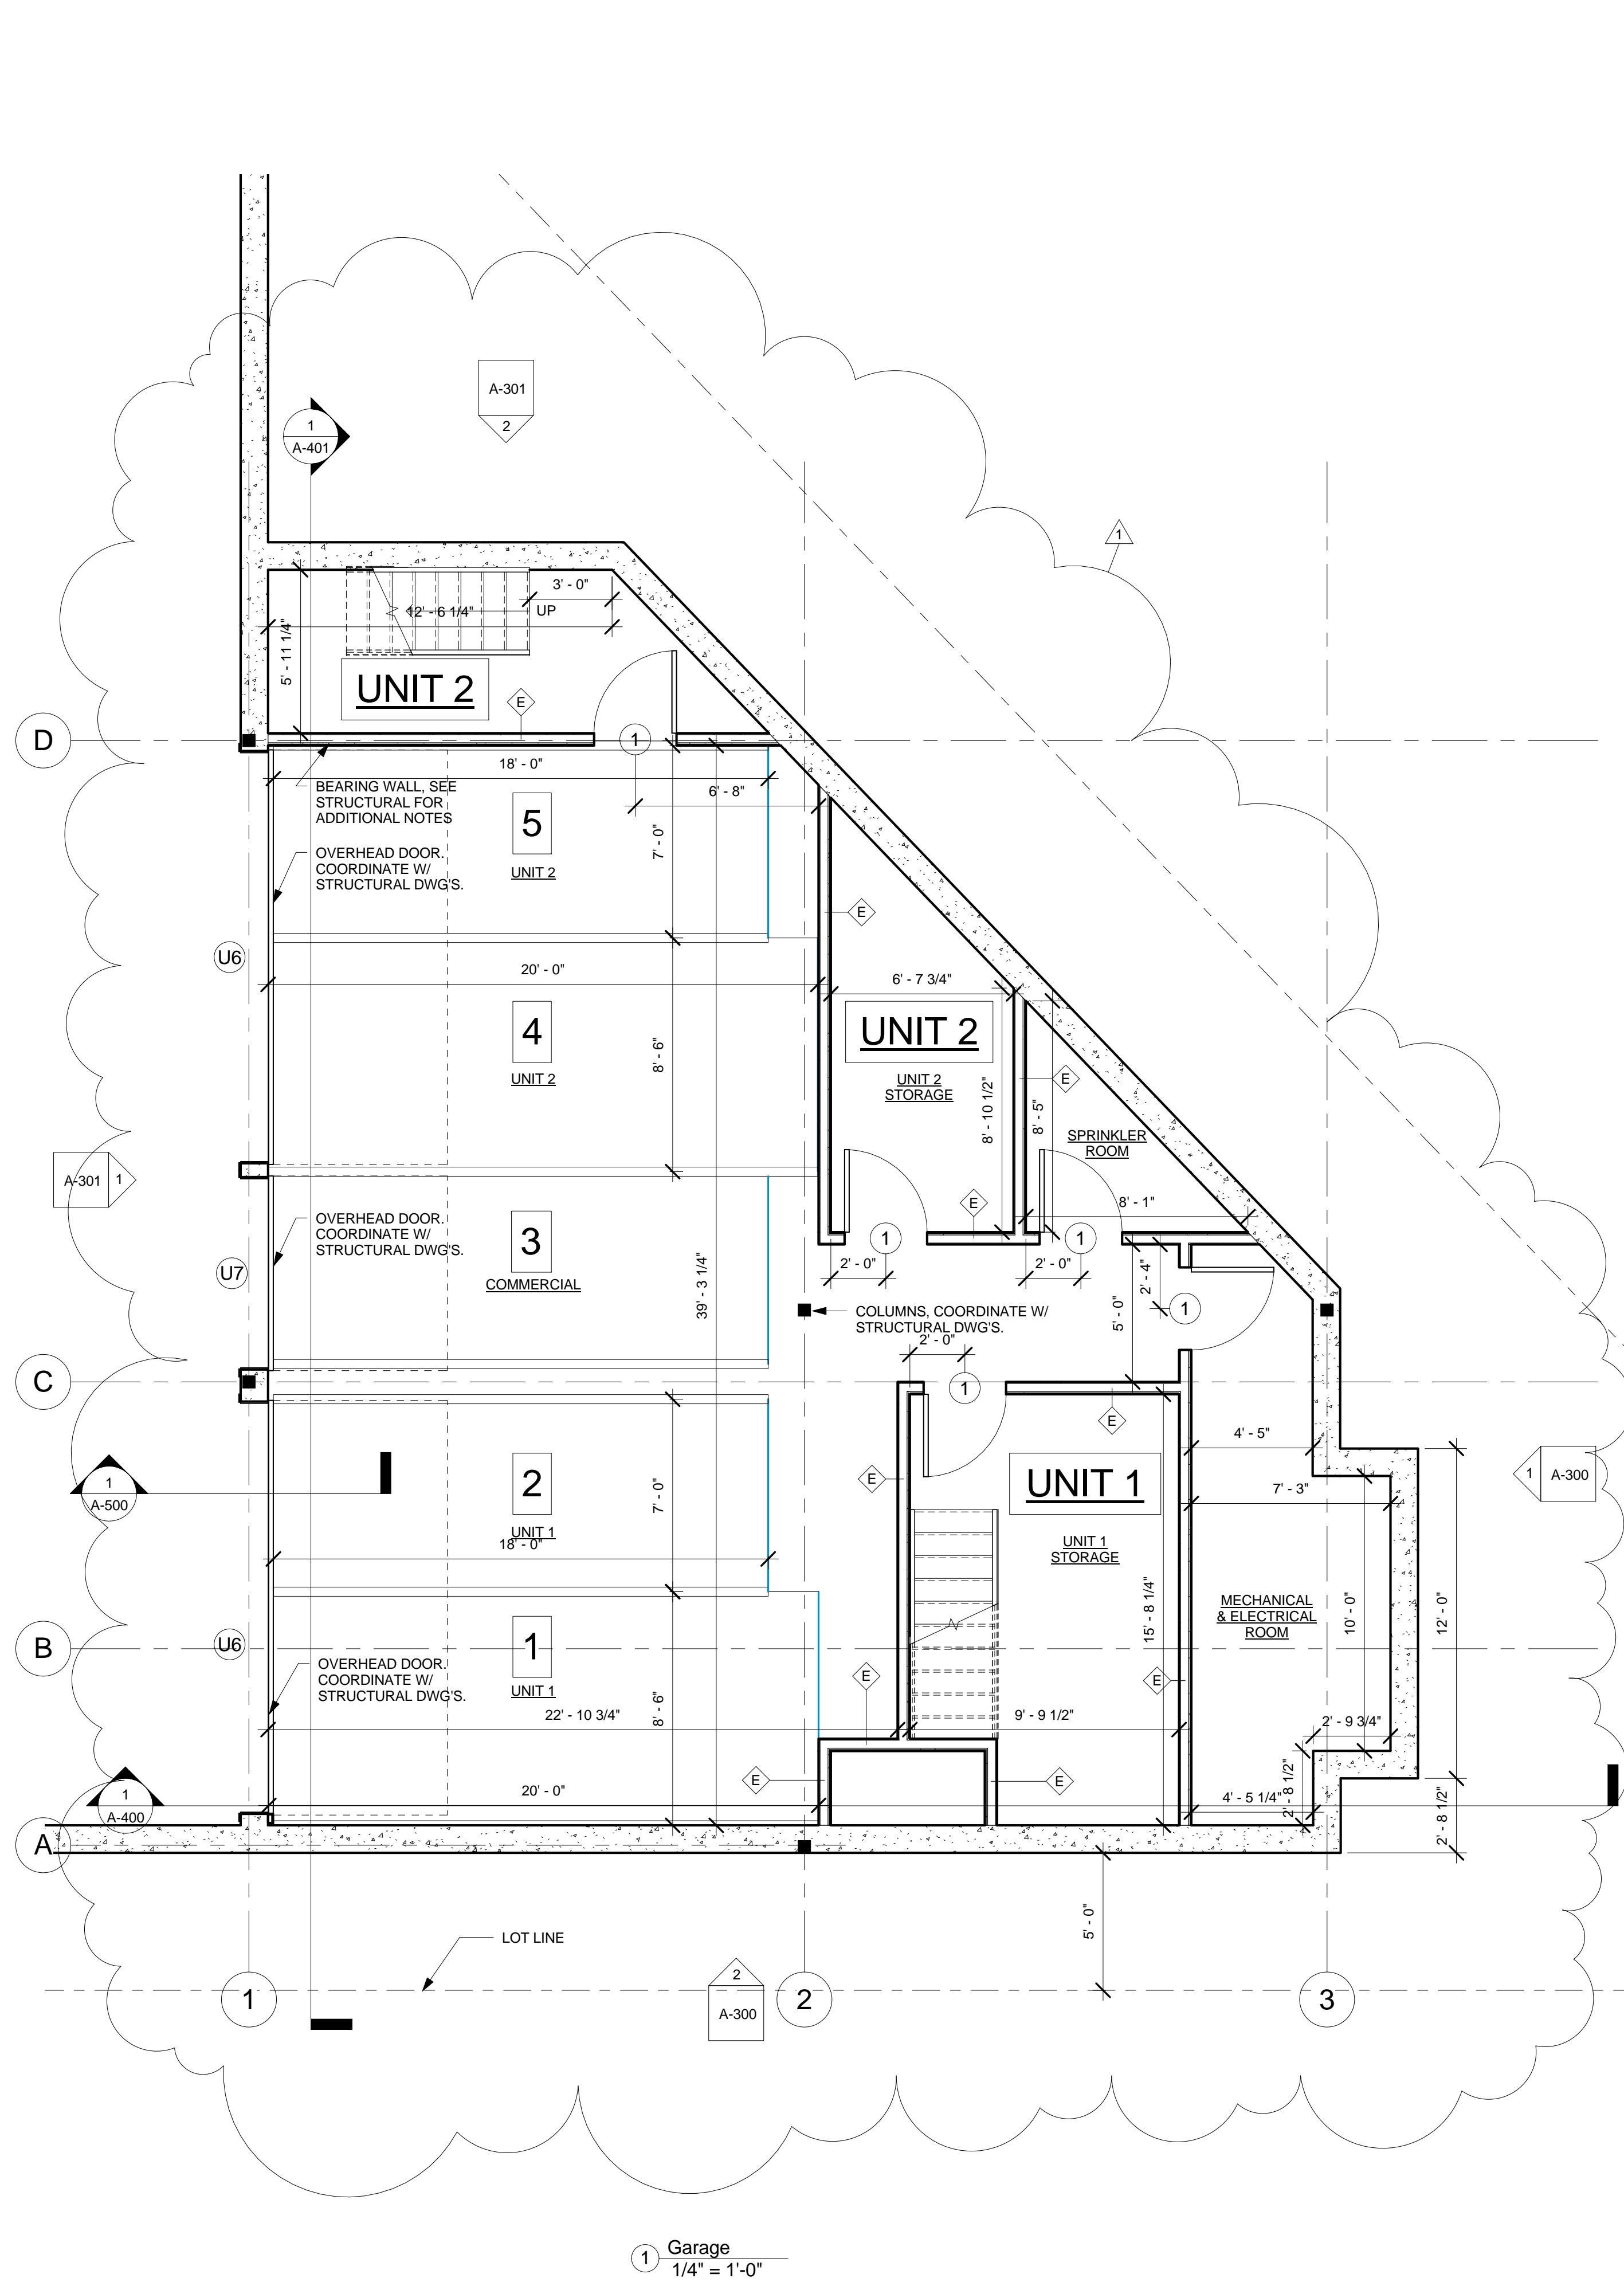 A-301
2
1
A-401
1
3' - 0"
12' - 6 1/4"
UP
5' - 11 1/4"
UNIT 2
E
D
1
18' - 0"
BEARING WALL, SEE
STRUCTURAL FOR
ADDITIONAL NOTES
6' - 8"
5
7' - 0"
UNIT 2
OVERHEAD DOOR.
COORDINATE W/
STRUCTURAL DWG'S.
E
U6
20' - 0"
6' - 7 3/4"
4
UNIT 2
8' - 6"
UNIT 2
UNIT 2
STORAGE
8' - 10 1/2"
E
8' - 5"
SPRINKLER
ROOM
A-301
1
E
8' - 1"
OVERHEAD DOOR.
COORDINATE W/
STRUCTURAL DWG'S.
3
COMMERCIAL
U7
39' - 3 1/4"
1
1
2' - 0"
2' - 0"
2' - 4"
5' - 0"
1
COLUMNS, COORDINATE W/
STRUCTURAL DWG'S.
2' - 0"
C
1
E
4' - 5"
1
A-500
2
UNIT 1
18' - 0"
7' - 0"
E
UNIT 1
UNIT 1
STORAGE
7' - 3"
1
A-300
15' - 8 1/4"
MECHANICAL
& ELECTRICAL
ROOM
10' - 0"
12' - 0"
B
U6
1
UNIT 1
OVERHEAD DOOR.
COORDINATE W/
STRUCTURAL DWG'S.
8' - 6"
E
E
22' - 10 3/4"
9' - 9 1/2"
2' - 9 3/4"
E
E
2' - 8 1/2"
1
A-400
20' - 0"
4' - 5 1/4"
2' - 8 1/2"
A
5' - 0"
LOT LINE
1
2
A-300
2
3
1
Garage
1/4" = 1'-0"